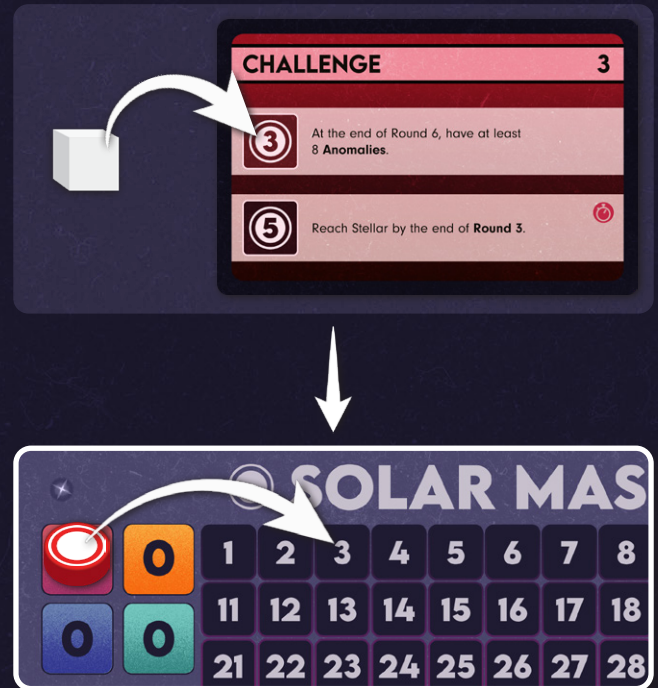 CHALLENGE 3
3 At the end of Round 6, have at least
8 Anomalies.
5 Reach Stellar by the end of Round 3.
SOLAR MAS
0 1 2 3 4 5 6 7 8
0 0 11 12 13 14 15 16 17 18
21 22 23 24 25 26 27 28